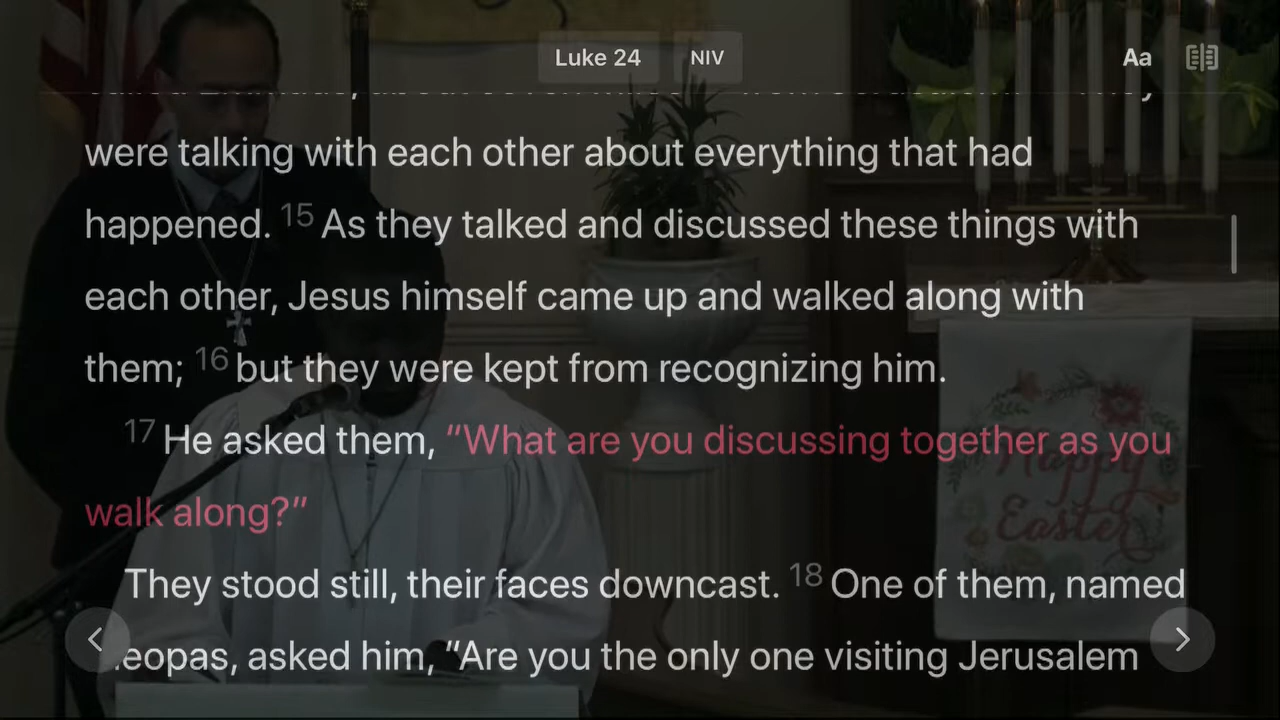 Luke 24 NIV Aa
were talking with each other about everything that had
happened. 15 As they talked and discussed these things with
each other, Jesus himself came up and walked along with
them; 16 but they were kept from recognizing him.
17 He asked them, “What are you discussing together as you
walk along?”
They stood still, their faces downcast. 18 One of them, named
eopas, asked him, “Are you the only one visiting Jerusalem
Happy
Easter